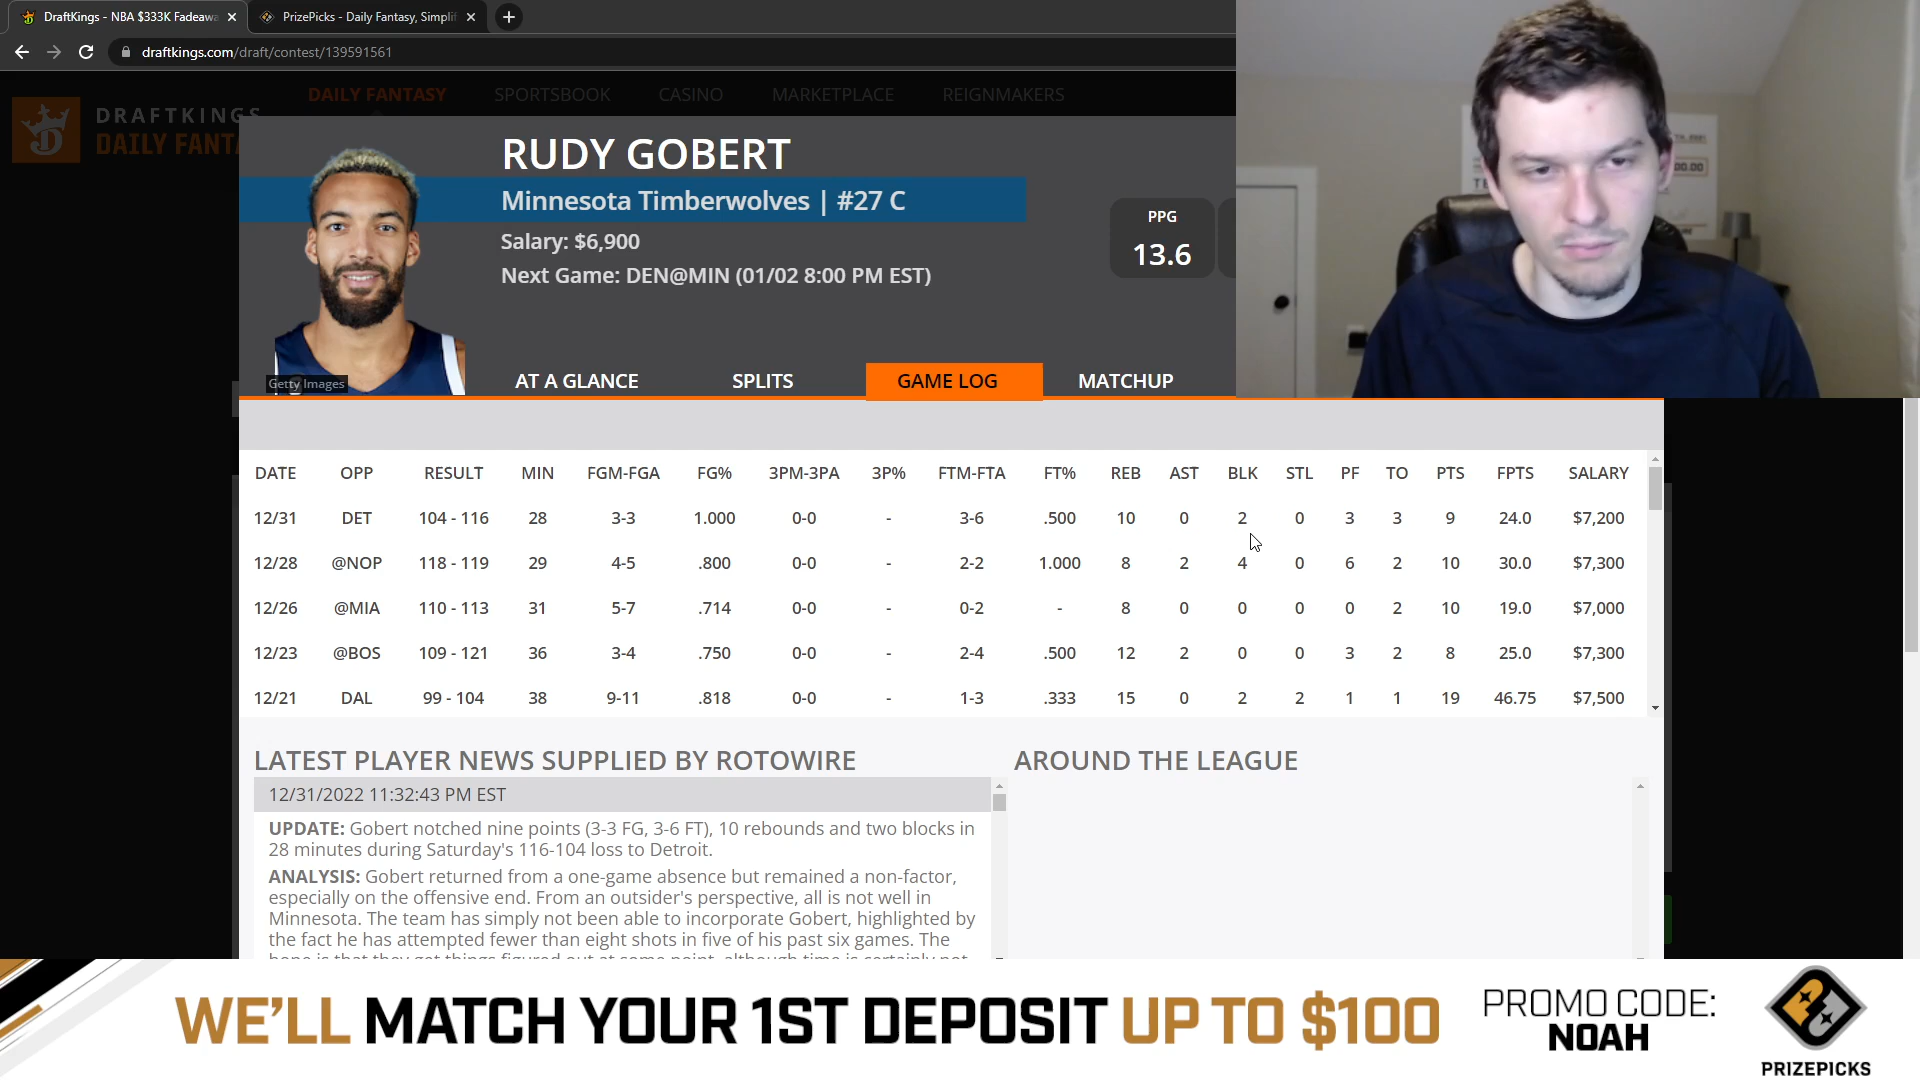 DraftKings - NBA $333K Fadeawa
PrizePicks - Daily Fantasy, Simplif
draftkings.com/draft/contest/139591561
DAILY FANTASY SPORTSBOOK CASINO MARKETPLACE REIGNMAKERS
DRAFTKINGS
DAILY FANTA
RUDY GOBERT
Minnesota Timberwolves | #27 C
Salary: $6,900
Next Game: DEN@MIN (01/02 8:00 PM EST)
PPG
13.6
Getty Images
AT A GLANCE SPLITS GAME LOG MATCHUP
DATE OPP RESULT MIN FGM-FGA FG% 3PM-3PA 3P% FTM-FTA FT% REB AST BLK STL PF TO PTS FPTS SALARY
12/31 DET 104 - 116 28 3-3 1.000 0-0 - 3-6 .500 10 0 2 0 3 3 9 24.0 $7,200
12/28 @NOP 118 - 119 29 4-5 .800 0-0 - 2-2 1.000 8 2 4 0 6 2 10 30.0 $7,300
12/26 @MIA 110 - 113 31 5-7 .714 0-0 - 0-2 - 8 0 0 0 0 2 10 19.0 $7,000
12/23 @BOS 109 - 121 36 3-4 .750 0-0 - 2-4 .500 12 2 0 0 3 2 8 25.0 $7,300
12/21 DAL 99 - 104 38 9-11 .818 0-0 - 1-3 .333 15 0 2 2 1 1 19 46.75 $7,500
LATEST PLAYER NEWS SUPPLIED BY ROTOWIRE
12/31/2022 11:32:43 PM EST
UPDATE: Gobert notched nine points (3-3 FG, 3-6 FT), 10 rebounds and two blocks in
28 minutes during Saturday's 116-104 loss to Detroit.
ANALYSIS: Gobert returned from a one-game absence but remained a non-factor,
especially on the offensive end. From an outsider's perspective, all is not well in
Minnesota. The team has simply not been able to incorporate Gobert, highlighted by
the fact he has attempted fewer than eight shots in five of his past six games. The
AROUND THE LEAGUE
WE'LL MATCH YOUR 1ST DEPOSIT UP TO $100
PROMO CODE:
NOAH
PRIZEPICKS